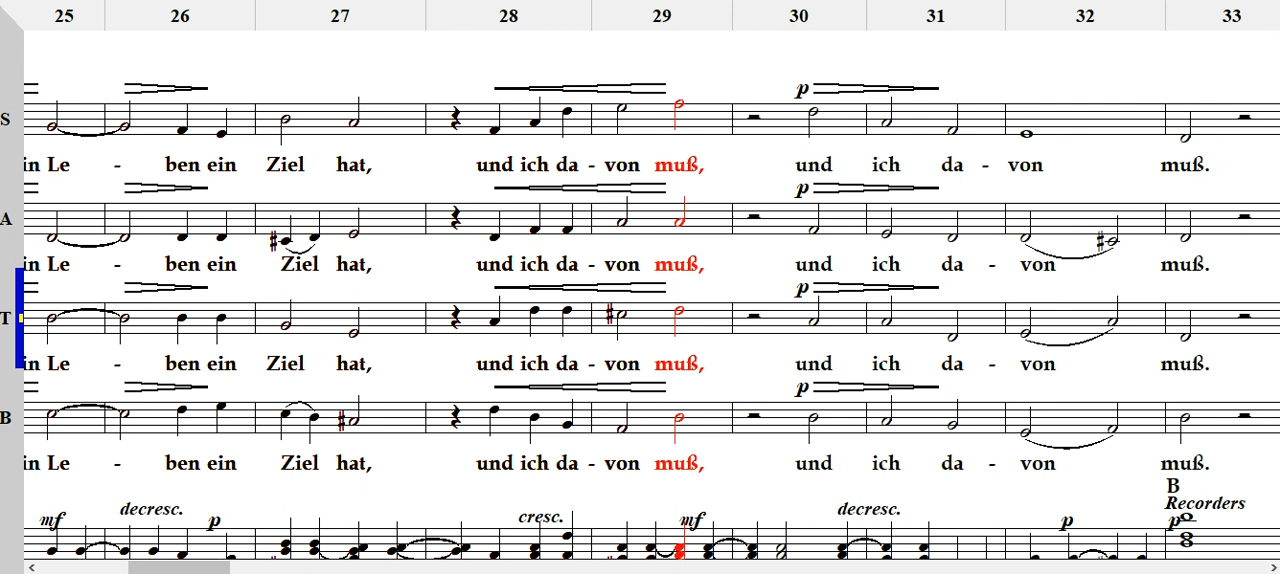 25 26 27 28 29 30 31 32 33
p
S
in Le - ben ein Ziel hat, und ich da - von muß, und ich da - von muß.
p
A
in Le - ben ein Ziel hat, und ich da - von muß, und ich da - von muß.
p
T
in Le - ben ein Ziel hat, und ich da - von muß, und ich da - von muß.
p
B
in Le - ben ein Ziel hat, und ich da - von muß, und ich da - von muß.
B
decresc. decresc. Recorders
mf p cresc. mf p p